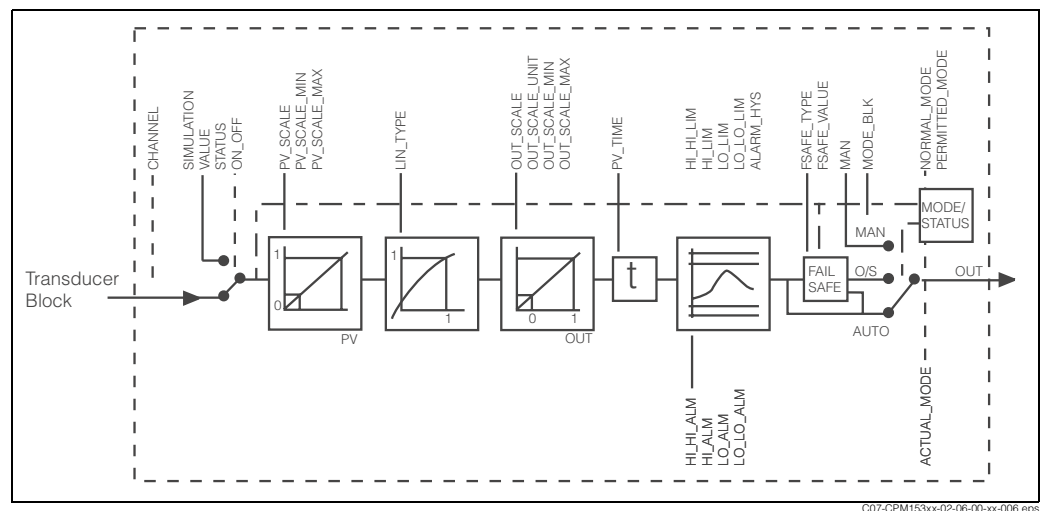 CHANNEL
SIMULATION
VALUE
STATUS
ON_OFF
PV_SCALE
PV_SCALE_MIN
PV_SCALE_MAX
LIN_TYPE
OUT_SCALE
OUT_SCALE_UNIT
OUT_SCALE_MIN
OUT_SCALE_MAX
PV_TIME
HI_HI_LIM
HI_LIM
LO_LIM
LO_LO_LIM
ALARM_HYS
FSAFE_TYPE
FSAFE_VALUE
MAN
MODE_BLK
NORMAL_MODE
PERMITTED_MODE
MODE/
STATUS
MAN
Transducer
Block
1
0
PV
1
1
1
0
1
OUT
t
FAIL
SAFE
O/S
AUTO
OUT
HI_HI_ALM
HI_ALM
LO_ALM
LO_LO_ALM
ACTUAL_MODE
C07-CPM153xx-02-06-00-xx-006.eps